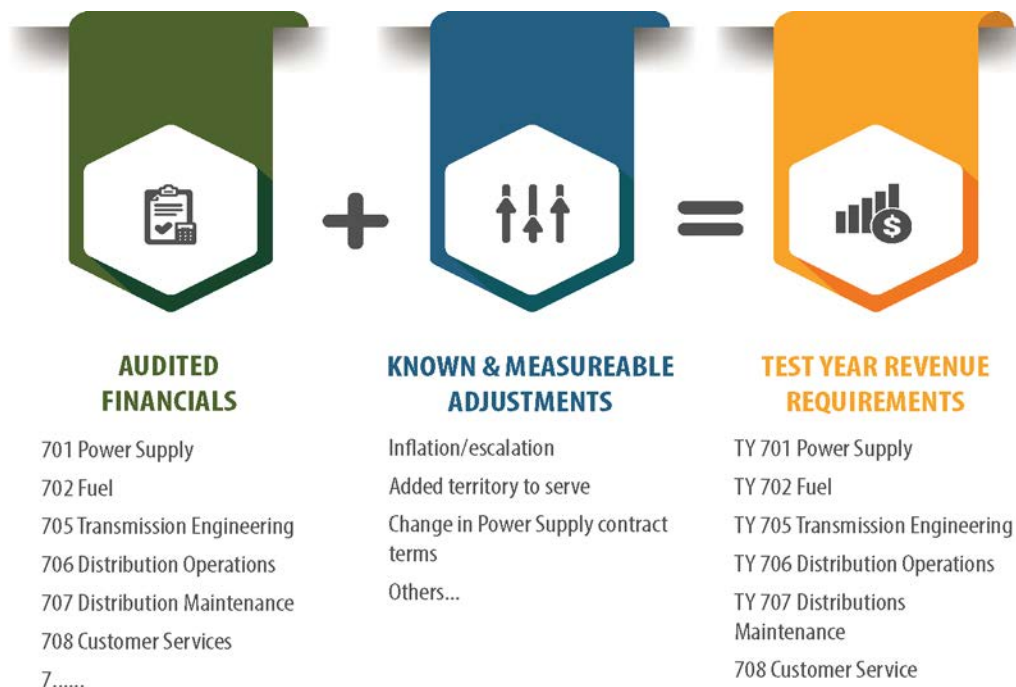 AUDITED
FINANCIALS
701 Power Supply
702 Fuel
705 Transmission Engineering
706 Distribution Operations
707 Distribution Maintenance
708 Customer Services
7......
KNOWN & MEASUREABLE
ADJUSTMENTS
Inflation/escalation
Added territory to serve
Change in Power Supply contract
terms
Others...
TEST YEAR REVENUE
REQUIREMENTS
TY 701 Power Supply
TY 702 Fuel
TY 705 Transmission Engineering
TY 706 Distribution Operations
TY 707 Distributions
Maintenance
708 Customer Service